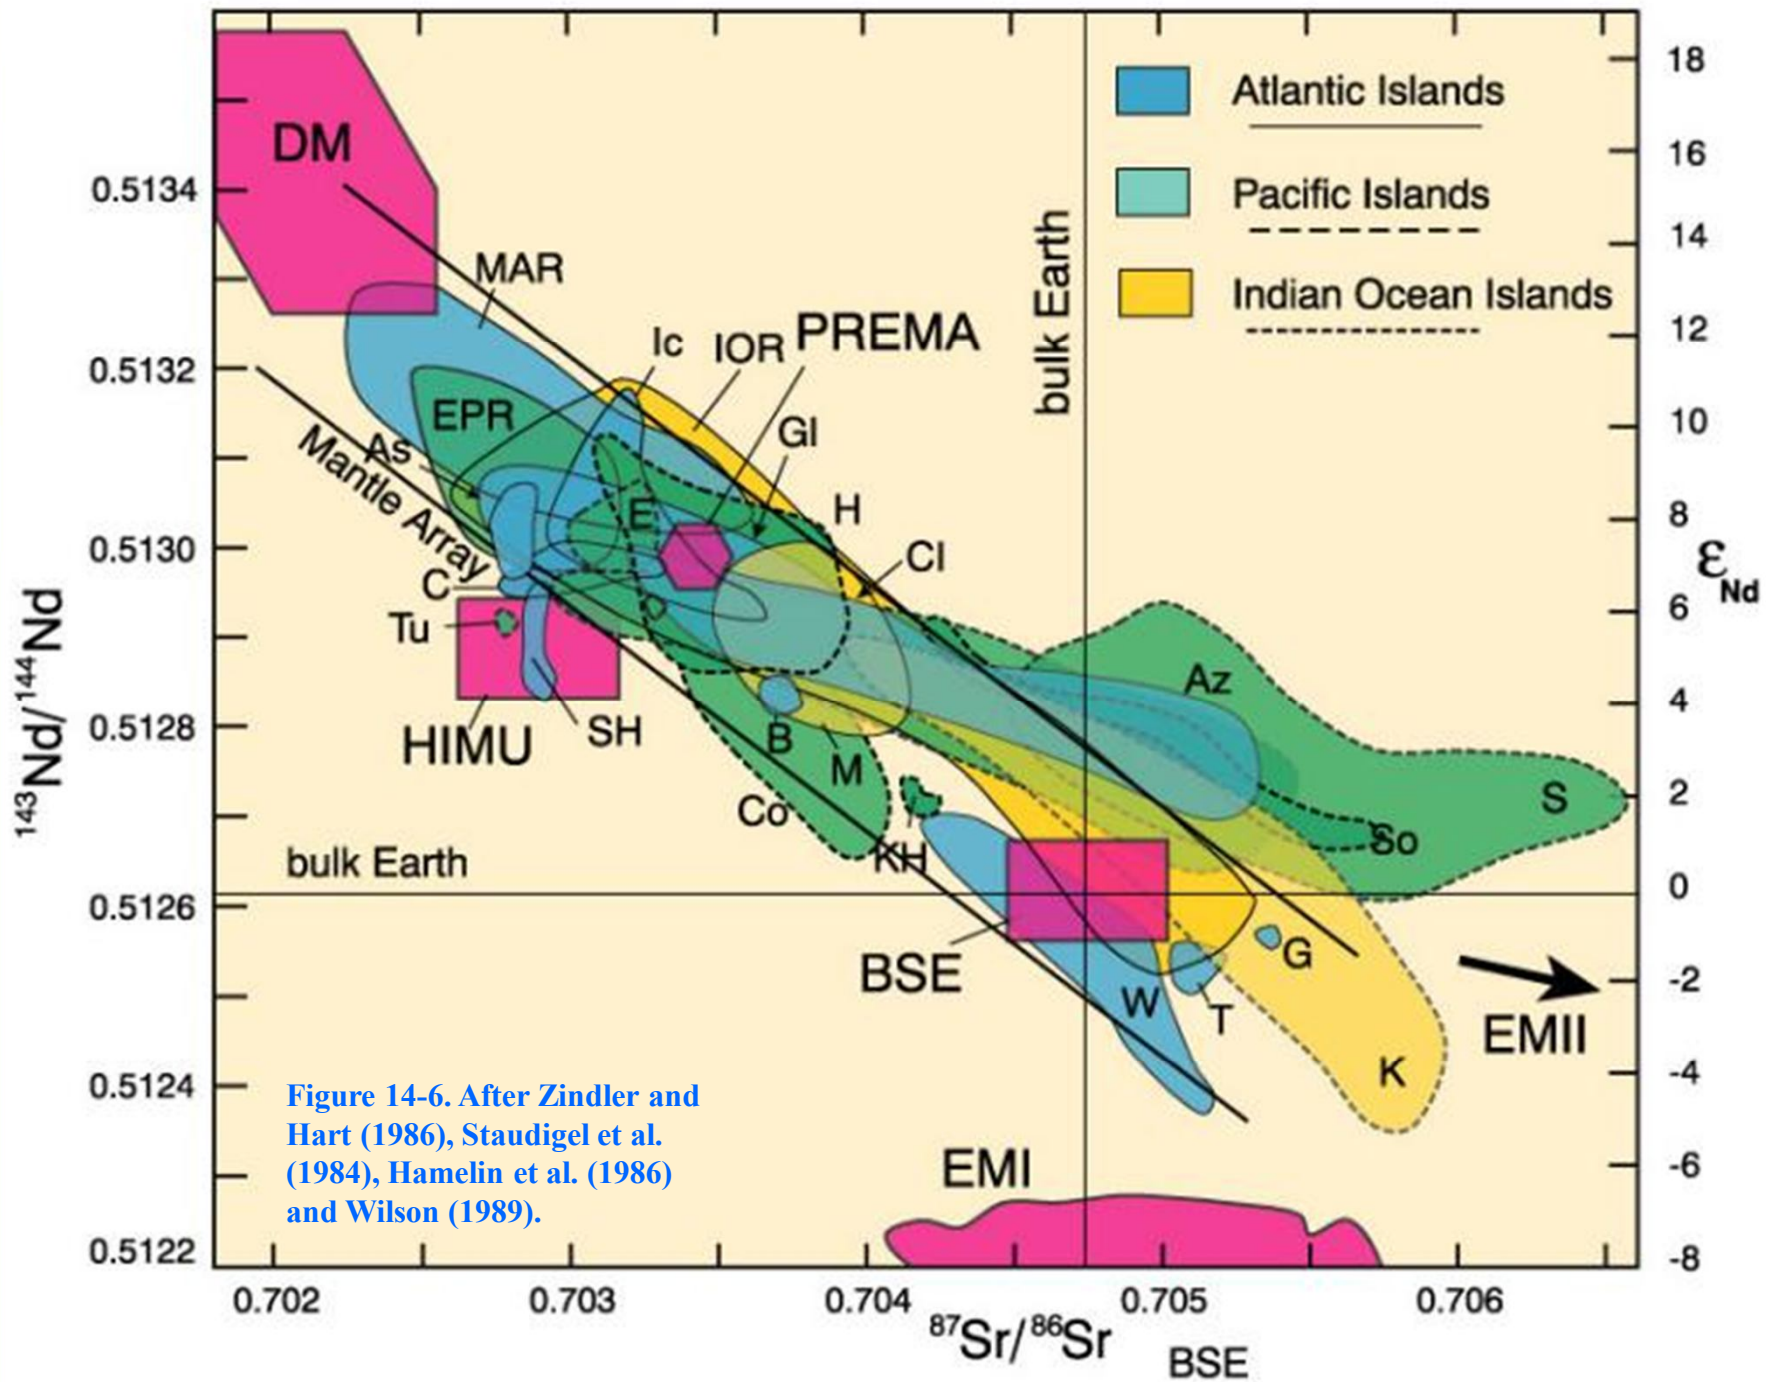 18
Atlantic Islands
DM
16
Pacific Islands
0.5134
14
MAR
bulk Earth
Indian Ocean Islands
Ic
IOR
PREMA
12
0.5132
EPR
GI
10
As
Mantle Array
E
H
8
0.5130
CI
εNd
C
Tu
6
143Nd/144Nd
Az
4
HIMU
SH
0.5128
B
M
Co
2
S
So
KH
bulk Earth
0
0.5126
BSE
G
-2
W
T
EMII
K
-4
0.5124
Figure 14-6. After Zindler and
Hart (1986), Staudigel et al.
(1984), Hamelin et al. (1986)
and Wilson (1989).
EMI
-6
0.5122
-8
0.702
0.703
0.704
0.705
0.706
87Sr/86Sr
BSE